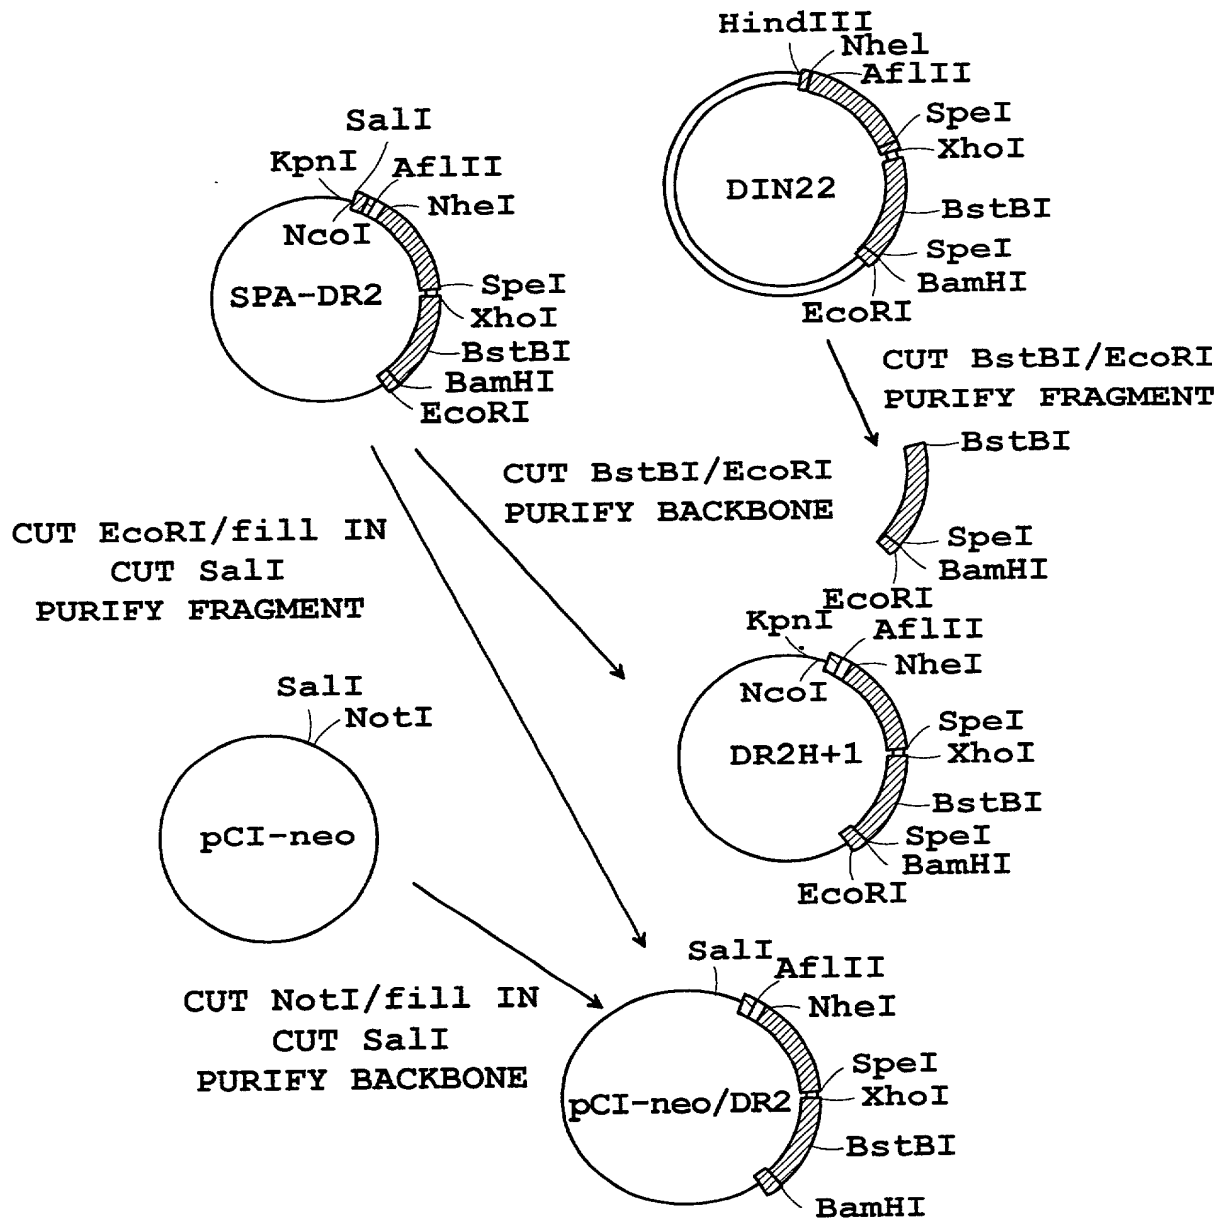 HindIII
NheI
AflII
SpeI
XhoI
DIN22
BstBI
SpeI
BamHI
EcoRI
SalI
KpnI
AflII
NheI
NcoI
SPA-DR2
SpeI
XhoI
BstBI
BamHI
EcoRI
CUT BstBI/EcoRI
PURIFY FRAGMENT
BstBI
SpeI
BamHI
EcoRI
CUT BstBI/EcoRI
PURIFY BACKBONE
CUT EcoRI/fill IN
CUT SalI
PURIFY FRAGMENT
KpnI
AflII
NheI
NcoI
SpeI
XhoI
DR2H+1
BstBI
SpeI
BamHI
EcoRI
SalI
NotI
pCI-neo
CUT NotI/fill IN
CUT SalI
PURIFY BACKBONE
SalI
AflII
NheI
SpeI
XhoI
pCI-neo/DR2
BstBI
BamHI